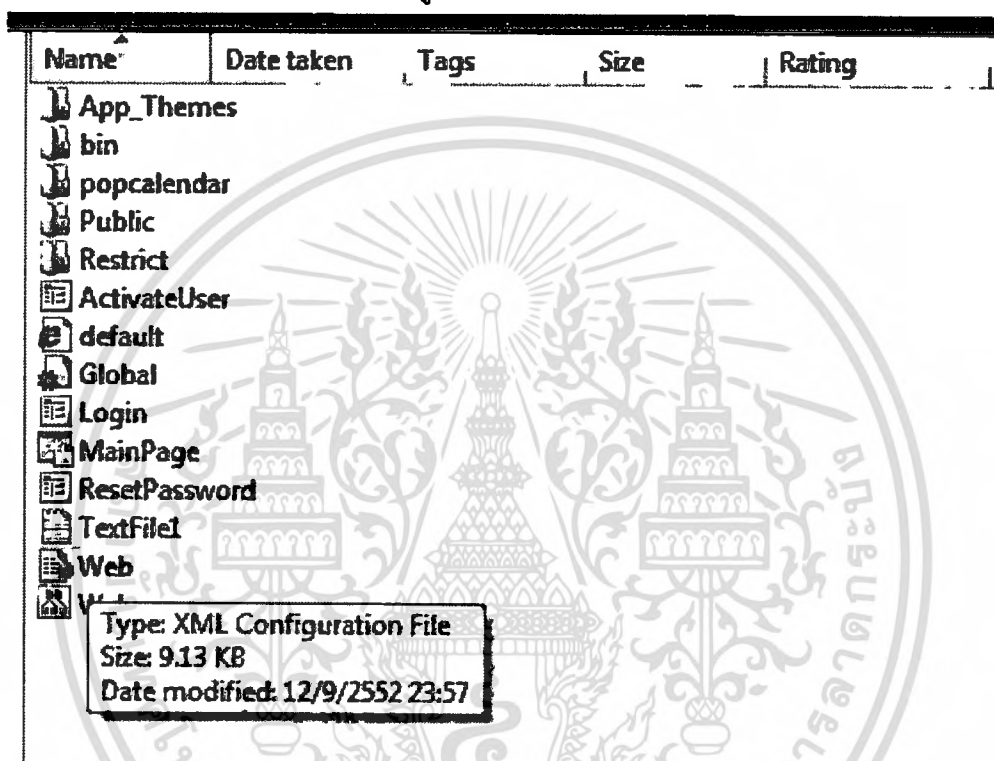 Name Date taken Tags Size Rating
App_Themes
bin
popcalendar
Public
Restrict
ActivateUser
default
Global
Login
MainPage
ResetPassword
TextFile1
Web
Type: XML Configuration File
Size: 9.13 KB
Date modified: 12/9/2552 23:57